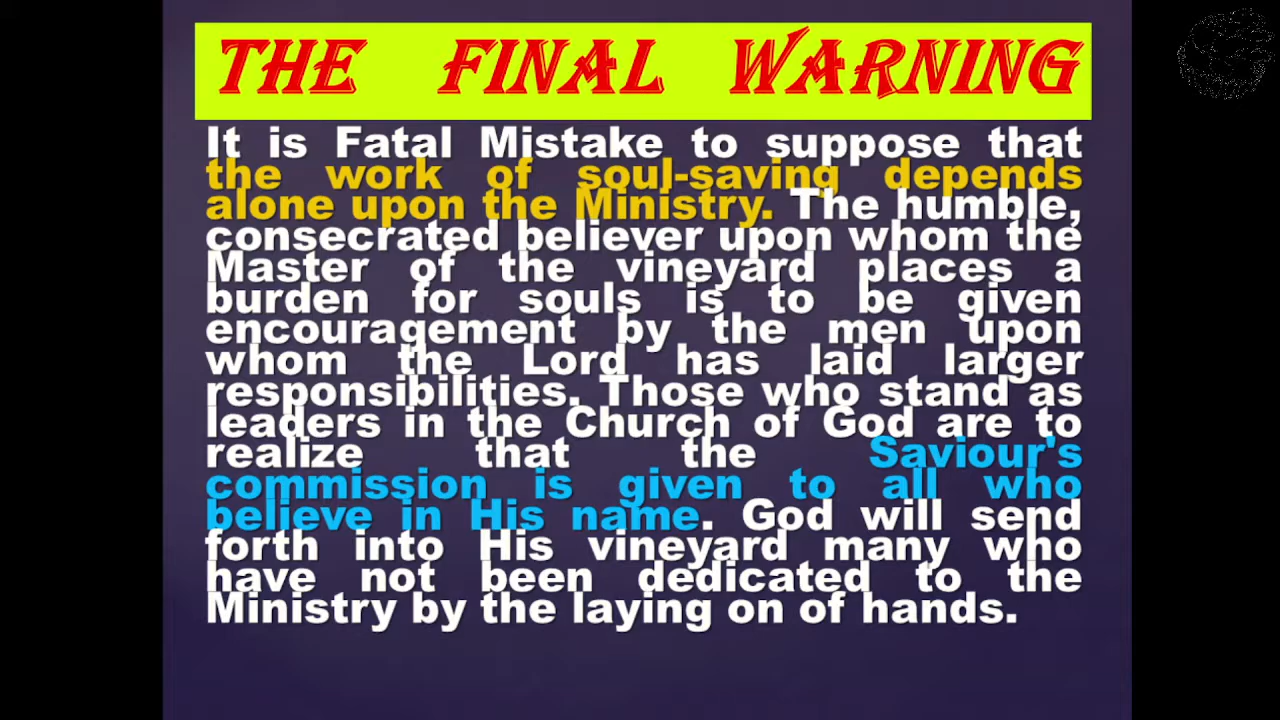 THE FINAL WARNING
It is Fatal Mistake to suppose that
the work of soul-saving depends
alone upon the Ministry. The humble,
consecrated believer upon whom the
Master of the vineyard places a
burden for souls is to be given
encouragement by the men upon
whom the Lord has laid larger
responsibilities. Those who stand as
leaders in the Church of God are to
realize that the Saviour's
commission is given to all who
believe in His name. God will send
forth into His vineyard many who
have not been dedicated to the
Ministry by the laying on of hands.